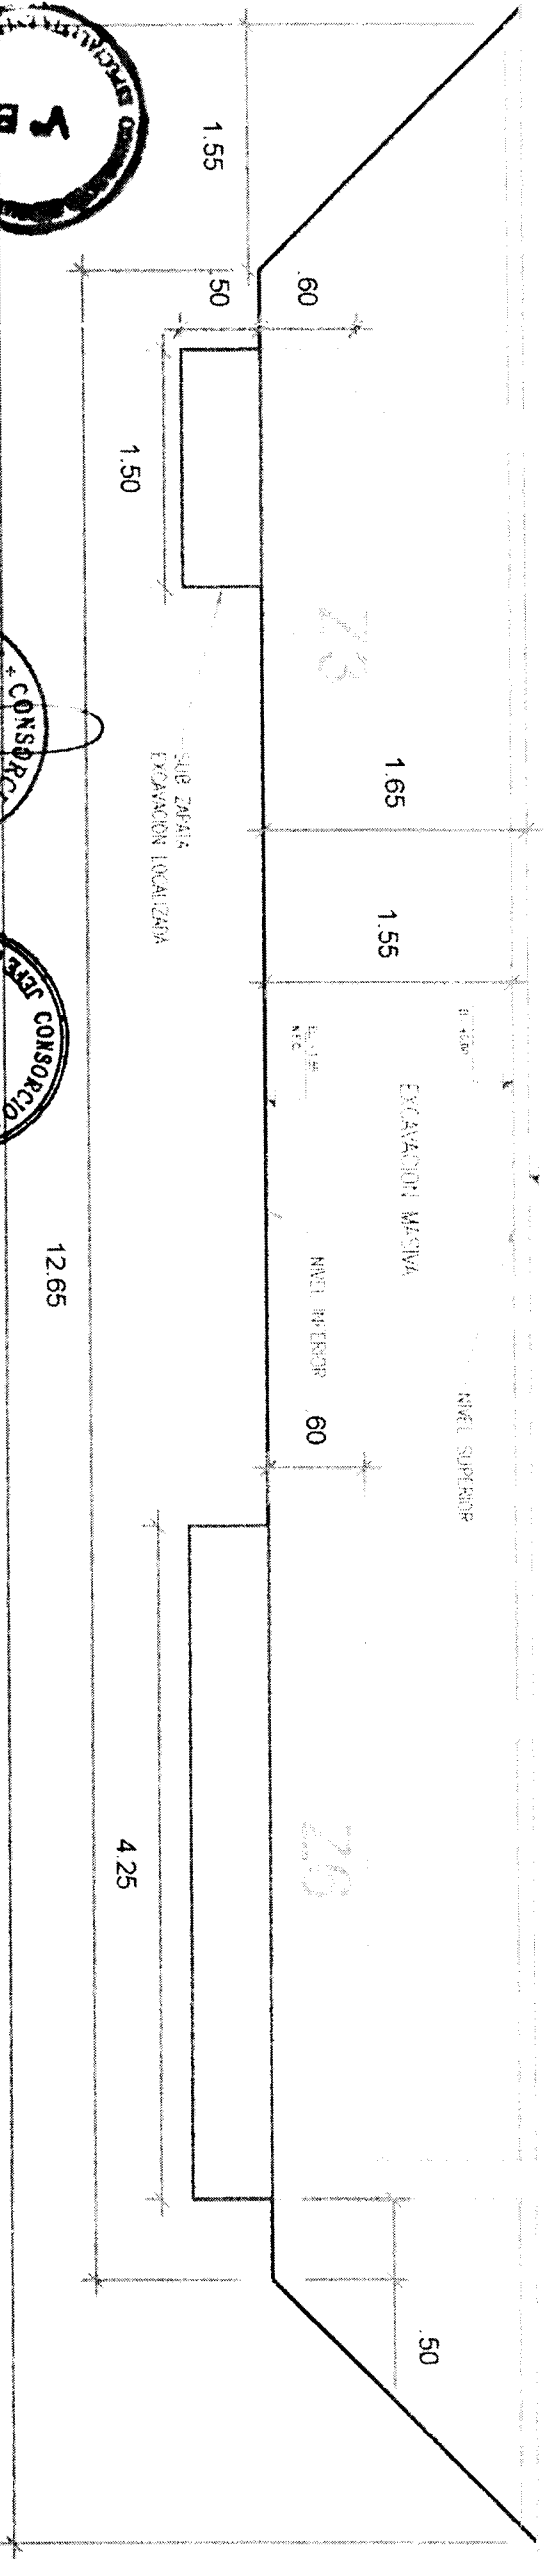 1.55
.60
.50
1.50
Z3
SUB ZAPATA
EXCAVACION LOCALIZADA
1.65
1.55
EXCAVACION MASIVA
NIVEL INFERIOR
NIVEL SUPERIOR
.60
12.65
4.25
Z6
.50
CONSORCIO
JEFE